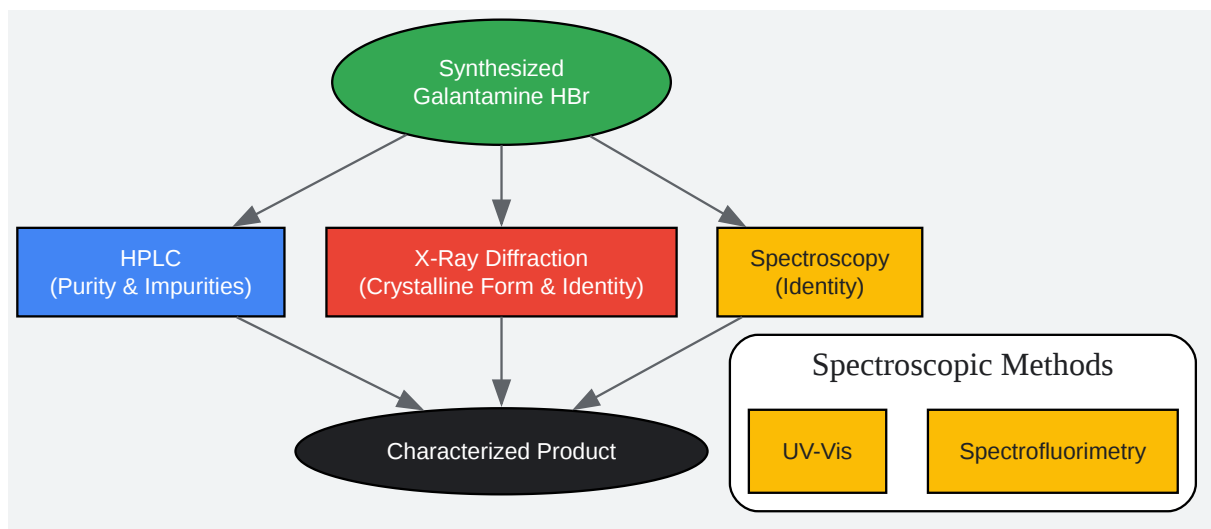 Synthesized
Galantamine HBr
HPLC
(Purity & Impurities)
X-Ray Diffraction
(Crystalline Form & Identity)
Spectroscopy
(Identity)
Spectroscopic Methods
UV-Vis
Spectrofluorimetry
Characterized Product